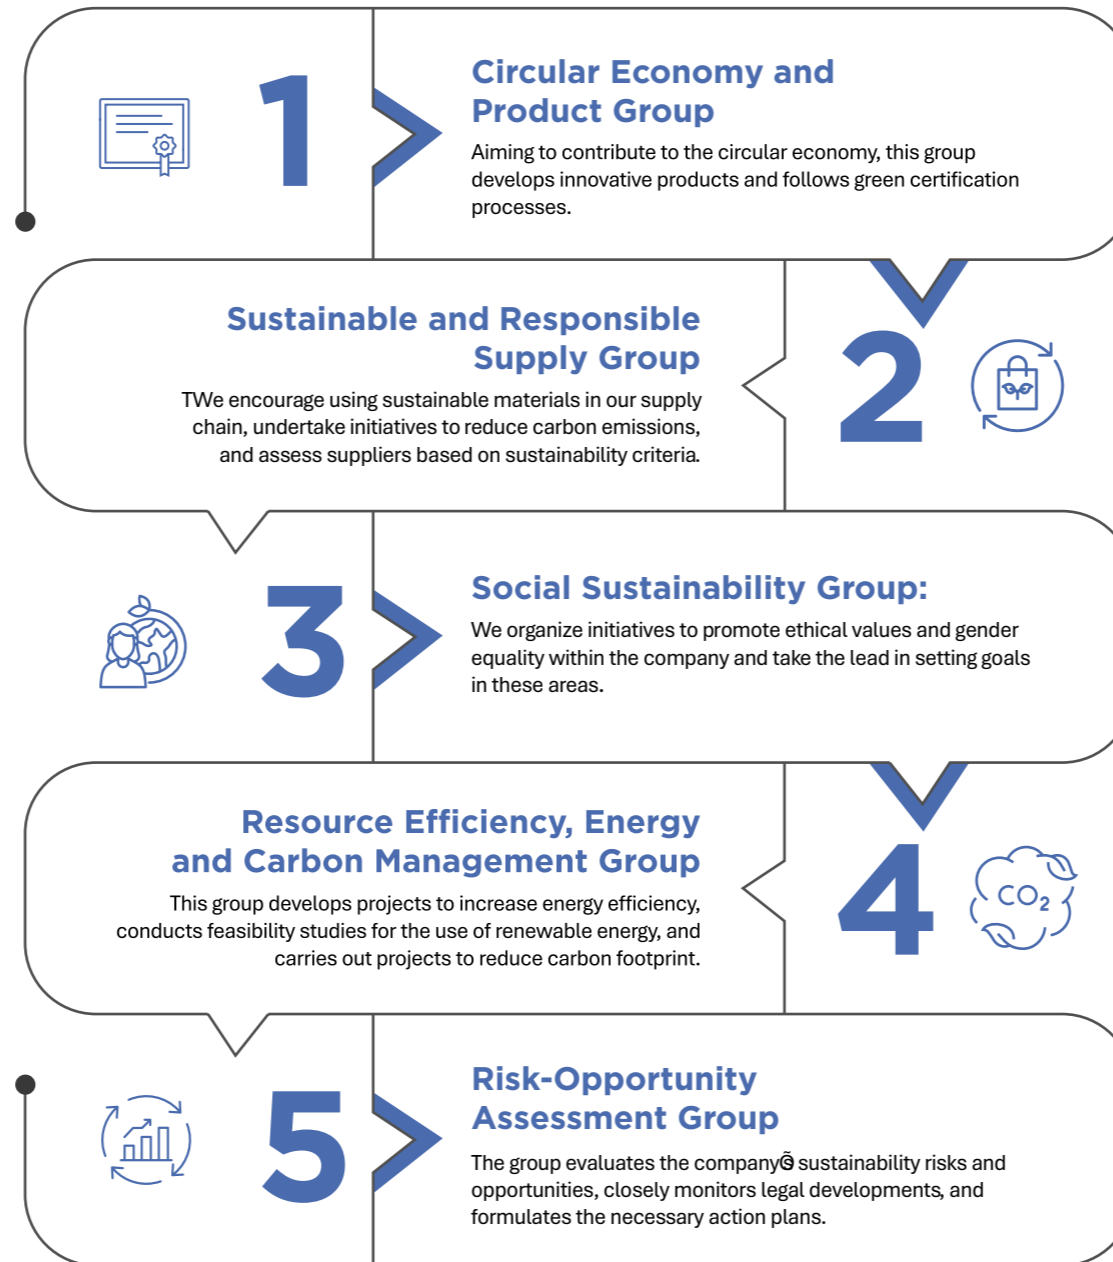 1
Circular Economy and
Product Group
Aiming to contribute to the circular economy, this group
develops innovative products and follows green certification
processes.
Sustainable and Responsible
Supply Group
TWe encourage using sustainable materials in our supply
chain, undertake initiatives to reduce carbon emissions,
and assess suppliers based on sustainability criteria.
2
3
Social Sustainability Group:
We organize initiatives to promote ethical values and gender
equality within the company and take the lead in setting goals
in these areas.
Resource Efficiency, Energy
and Carbon Management Group
This group develops projects to increase energy efficiency,
conducts feasibility studies for the use of renewable energy, and
carries out projects to reduce carbon footprint.
4
CO₂
5
Risk-Opportunity
Assessment Group
The group evaluates the companyÕs sustainability risks and
opportunities, closely monitors legal developments, and
formulates the necessary action plans.